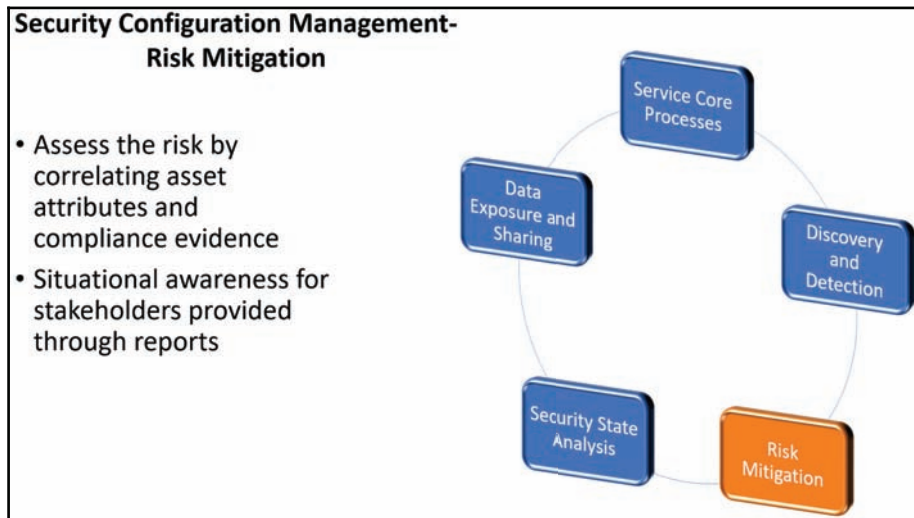 Security Configuration Management-
Risk Mitigation
• Assess the risk by
correlating asset
attributes and
compliance evidence
• Situational awareness for
stakeholders provided
through reports
Service Core
Processes
Data
Exposure and
Sharing
Discovery
and
Detection
Security State
Analysis
Risk
Mitigation